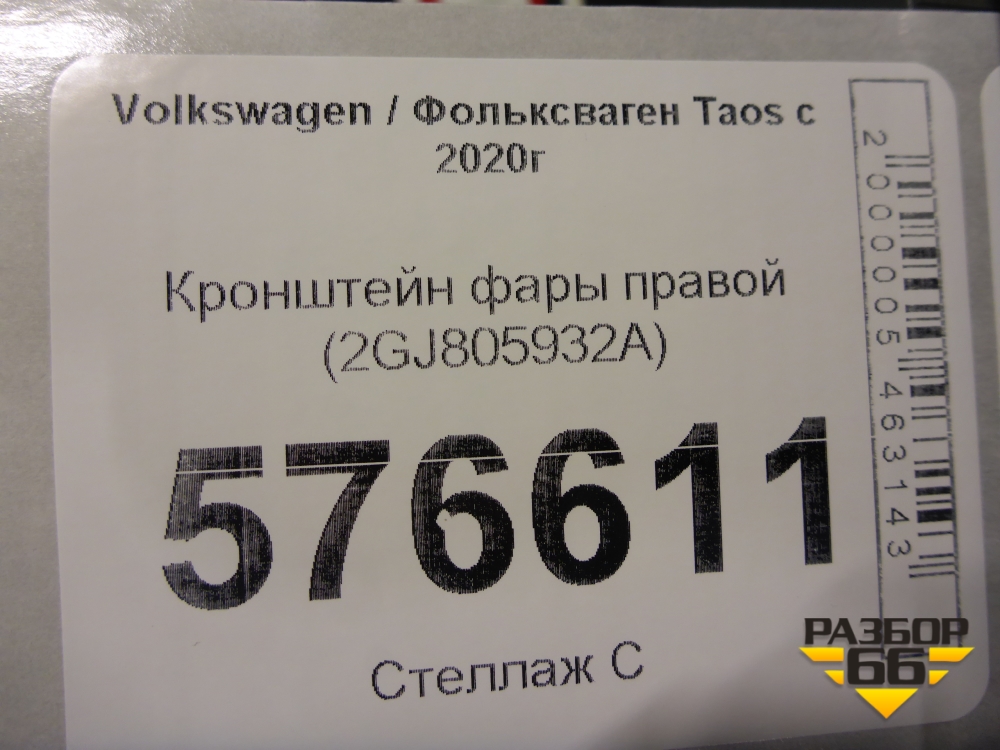 Volkswagen / Фольксваген Taos с
2020г
Кронштейн фары правой
(2GJ805932A)
576611
Стеллаж С
2000005463143
РАЗБОР
66